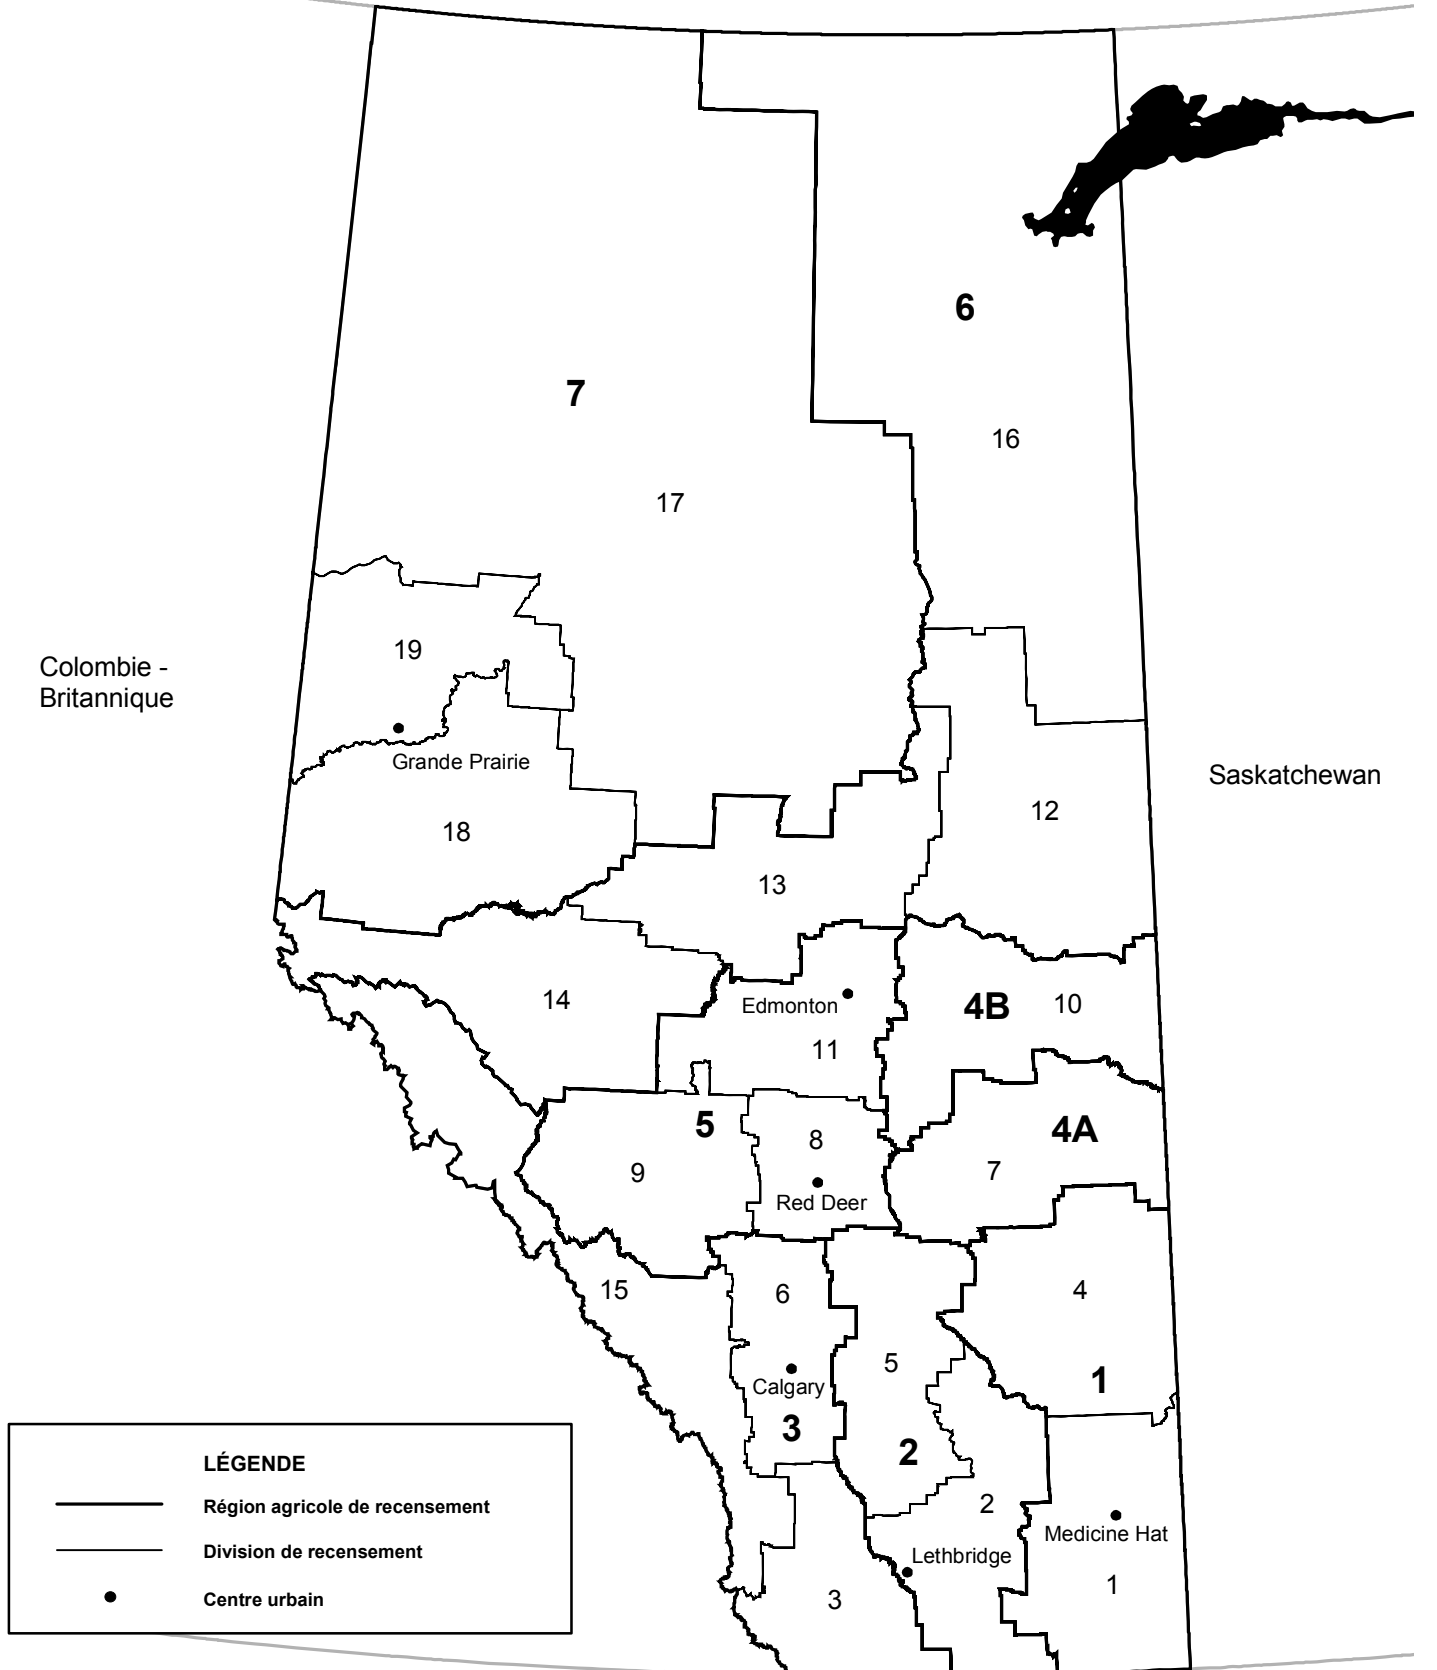 6
7
16
17
19
Colombie -
Britannique
Grande Prairie
Saskatchewan
12
18
13
14
Edmonton
4B
10
11
5
8
4A
9
7
Red Deer
15
6
4
5
Calgary
1
3
2
LÉGENDE
Région agricole de recensement
Division de recensement
Centre urbain
2
Medicine Hat
Lethbridge
1
3